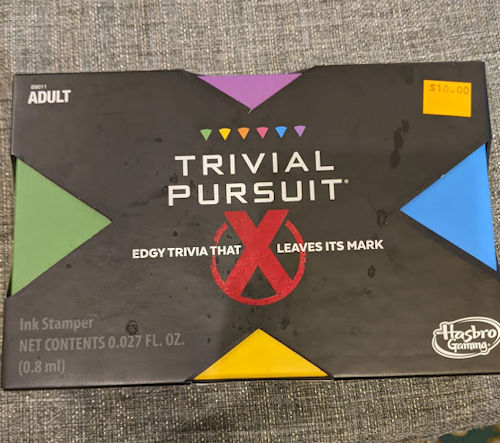 B9011
ADULT
$10.00
TRIVIAL
PURSUIT®
EDGY TRIVIA THAT X LEAVES ITS MARK
Ink Stamper
NET CONTENTS 0.027 FL. OZ.
(0.8 ml)
Hasbro
Gaming